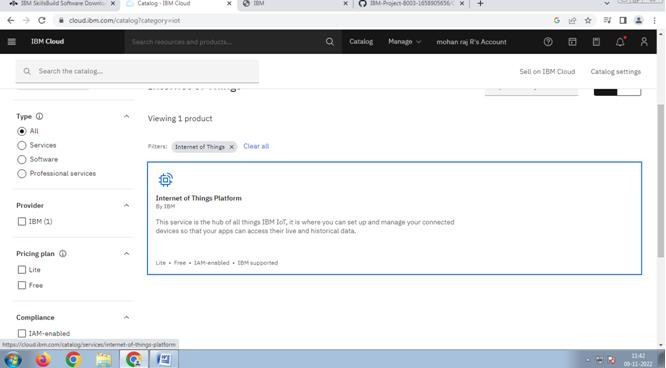 IBM SkillsBuild Software Downlo
Catalog - IBM Cloud
IBM
IBM-Project-8003-1658905656/
cloud.ibm.com/catalog?category=iot
IBM Cloud
Search resources and products...
Catalog
Manage
mohan raj R's Account
Search the catalog...
Sell on IBM Cloud
Catalog settings
Internet of Things
Type
All
Services
Software
Professional services
Provider
IBM (1)
Pricing plan
Lite
Free
Compliance
IAM-enabled
Viewing 1 product
Filters:
Internet of Things
Clear all
Internet of Things Platform
By IBM
This service is the hub of all things IBM IoT, it is where you can set up and manage your connected
devices so that your apps can access their live and historical data.
Lite • Free • IAM-enabled • IBM supported
https://cloud.ibm.com/catalog/services/internet-of-things-platform
11:42
09-11-2022